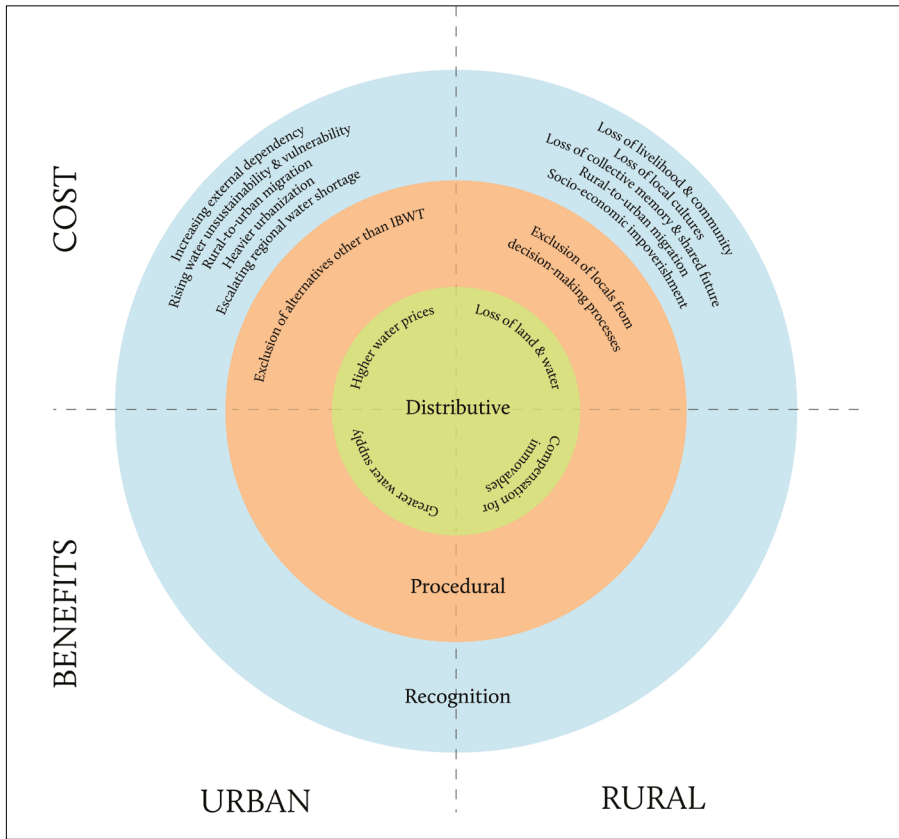 COST
Increasing external dependency
Rising water unsustainability & vulnerability
Rural-to-urban migration
Heavier urbanization
Escalating regional water shortage
Loss of livelihood & community
Loss of local cultures
Loss of collective memory & shared future
Rural-to-urban migration
Socio-economic impoverishment
Exclusion of alternatives other than IBWT
Exclusion of locals from
decision-making processes
Higher water prices
Loss of land & water
Distributive
Greater water supply
Compensation for
immovables
BENEFITS
Procedural
Recognition
URBAN
RURAL